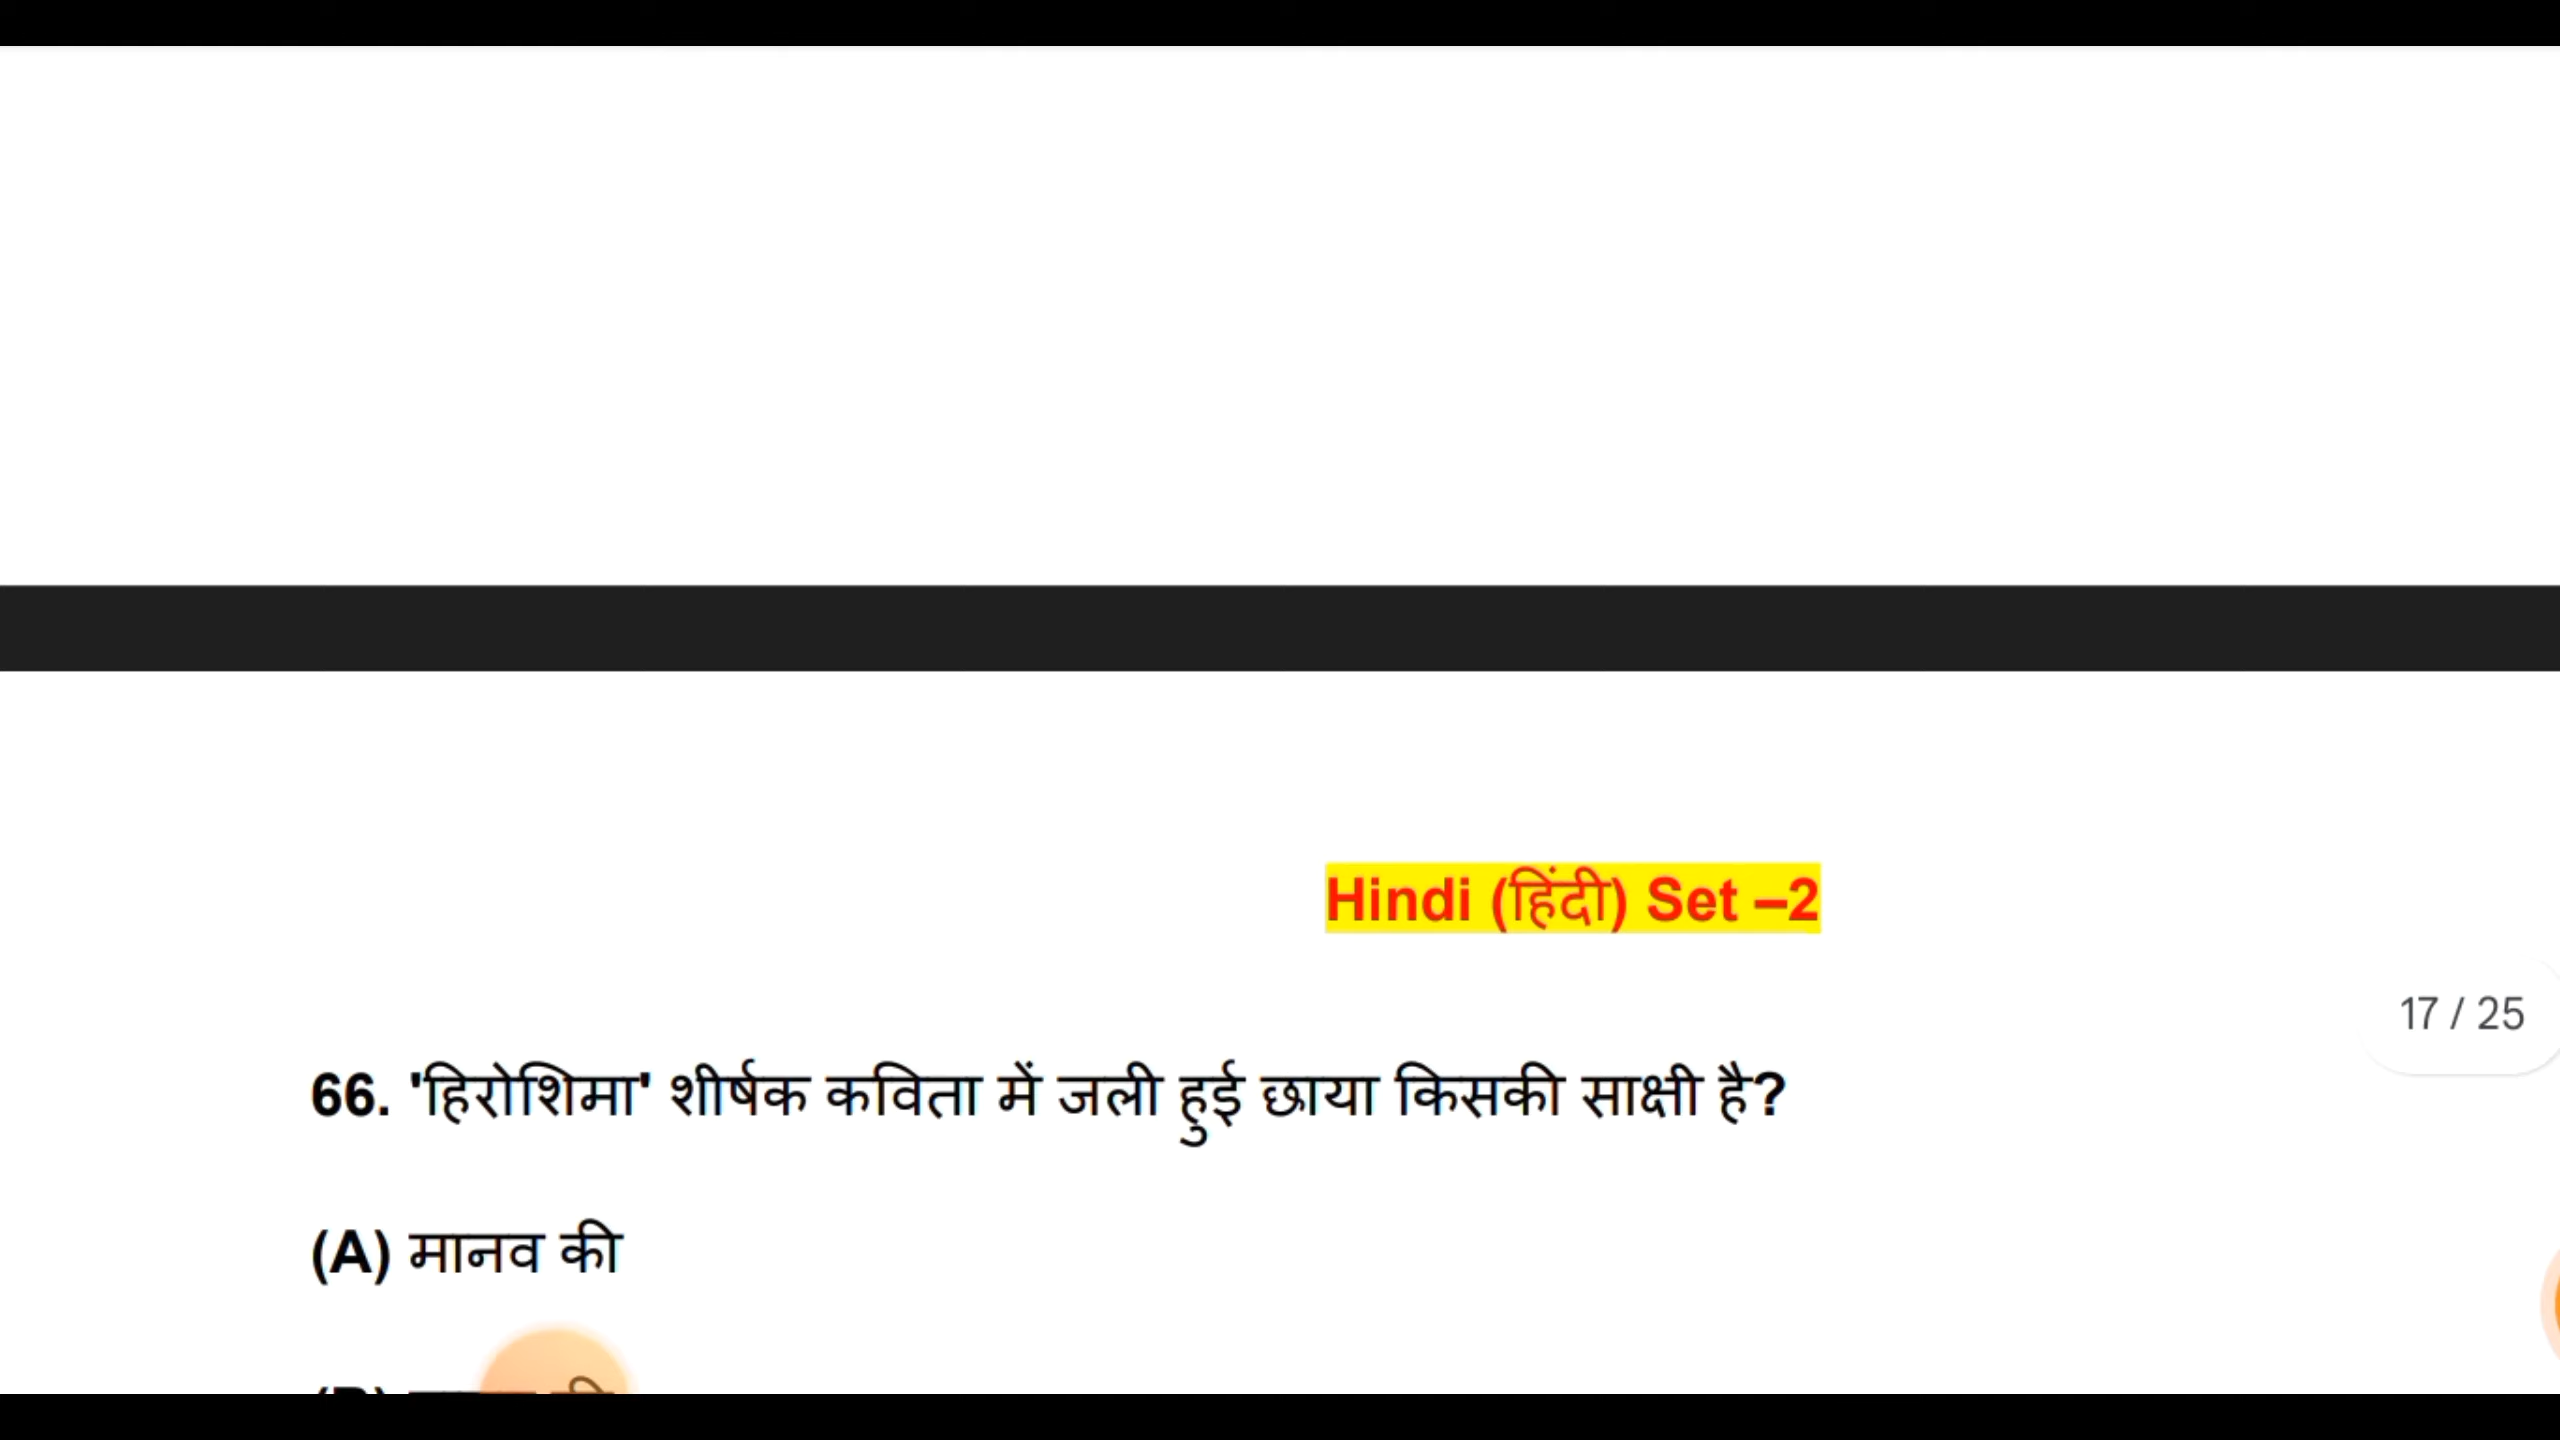 Hindi (हिंदी) Set –2
17 / 25
66. 'हिरोशिमा' शीर्षक कविता में जली हुई छाया किसकी साक्षी है?
(A) मानव की